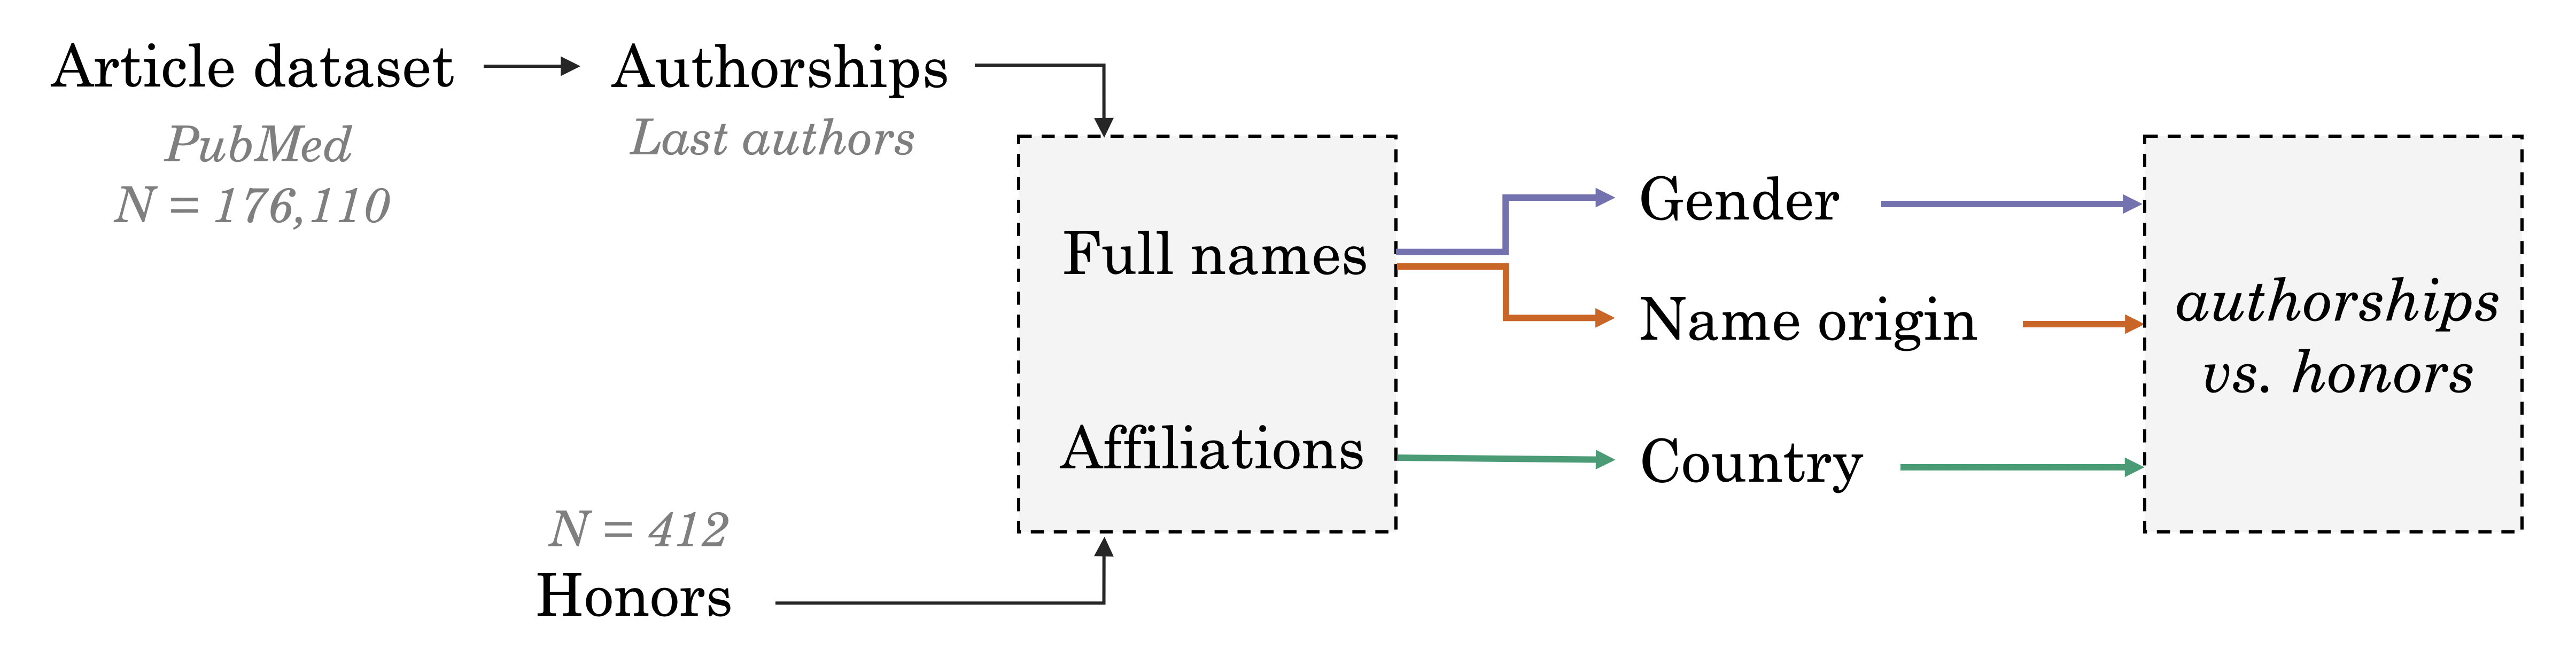 Article dataset
PubMed
N = 176,110
Authorships
Last authors
N = 412
Honors
Full names
Affiliations
Gender
Name origin
Country
authorships
vs. honors